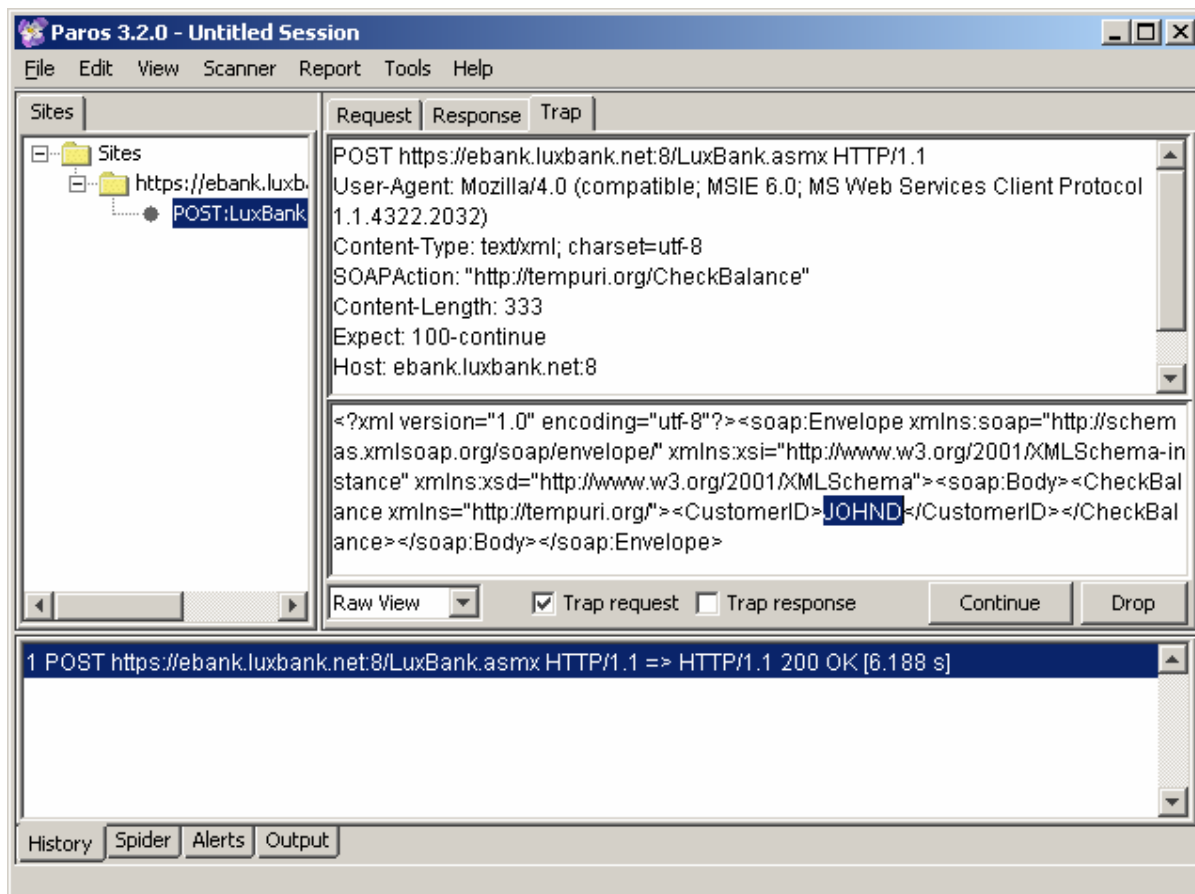 Paros 3.2.0 - Untitled Session
File Edit View Scanner Report Tools Help
Sites
Request Response Trap
Sites
https://ebank.luxb
POST:LuxBank
POST https://ebank.luxbank.net:8/LuxBank.asmx HTTP/1.1
User-Agent: Mozilla/4.0 (compatible; MSIE 6.0; MS Web Services Client Protocol
1.1.4322.2032)
Content-Type: text/xml; charset=utf-8
SOAPAction: "http://tempuri.org/CheckBalance"
Content-Length: 333
Expect: 100-continue
Host: ebank.luxbank.net:8
<?xml version="1.0" encoding="utf-8"?><soap:Envelope xmlns:soap="http://schem
as.xmlsoap.org/soap/envelope/" xmlns:xsi="http://www.w3.org/2001/XMLSchema-in
stance" xmlns:xsd="http://www.w3.org/2001/XMLSchema"><soap:Body><CheckBal
ance xmlns="http://tempuri.org/"><CustomerID>JOHND</CustomerID></CheckBal
ance></soap:Body></soap:Envelope>
Raw View Trap request Trap response Continue Drop
1 POST https://ebank.luxbank.net:8/LuxBank.asmx HTTP/1.1 => HTTP/1.1 200 OK [6.188 s]
History Spider Alerts Output